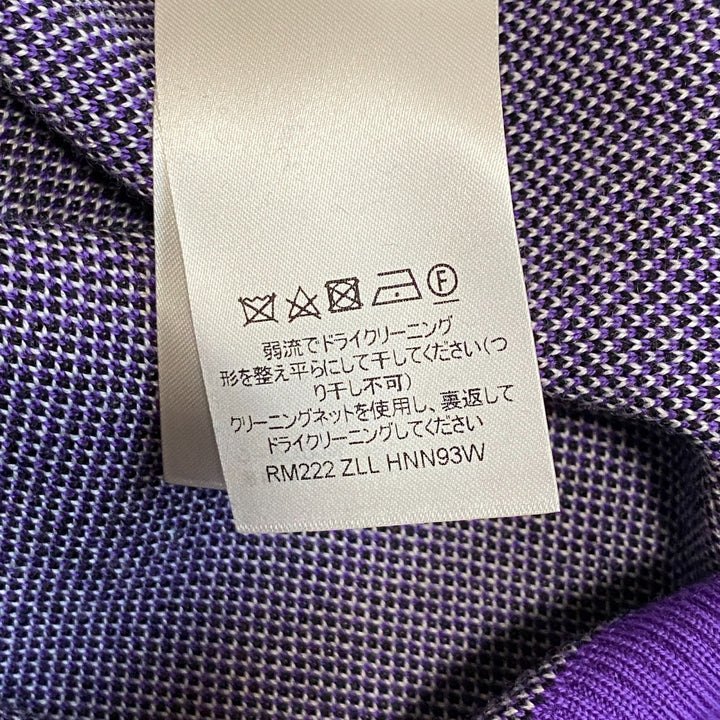 F
弱流でドライクリーニング
形を整え平らにして干してください(つ
り干し不可)
クリーニングネットを使用し、裏返して
ドライクリーニングしてください
RM222 ZLL HNN93W